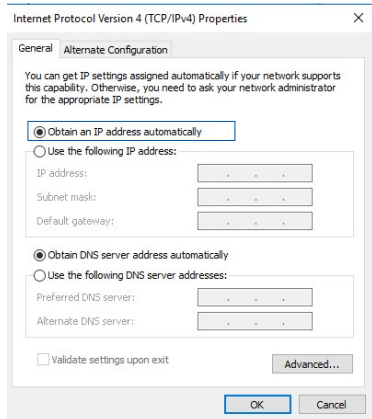 Internet Protocol Version 4 (TCP/IPv4) Properties
General Alternate Configuration
You can get IP settings assigned automatically if your network supports
this capability. Otherwise, you need to ask your network administrator
for the appropriate IP settings.
Obtain an IP address automatically
Use the following IP address:
IP address:
Subnet mask:
Default gateway:
Obtain DNS server address automatically
Use the following DNS server addresses:
Preferred DNS server:
Alternate DNS server:
Validate settings upon exit
Advanced...
OK Cancel